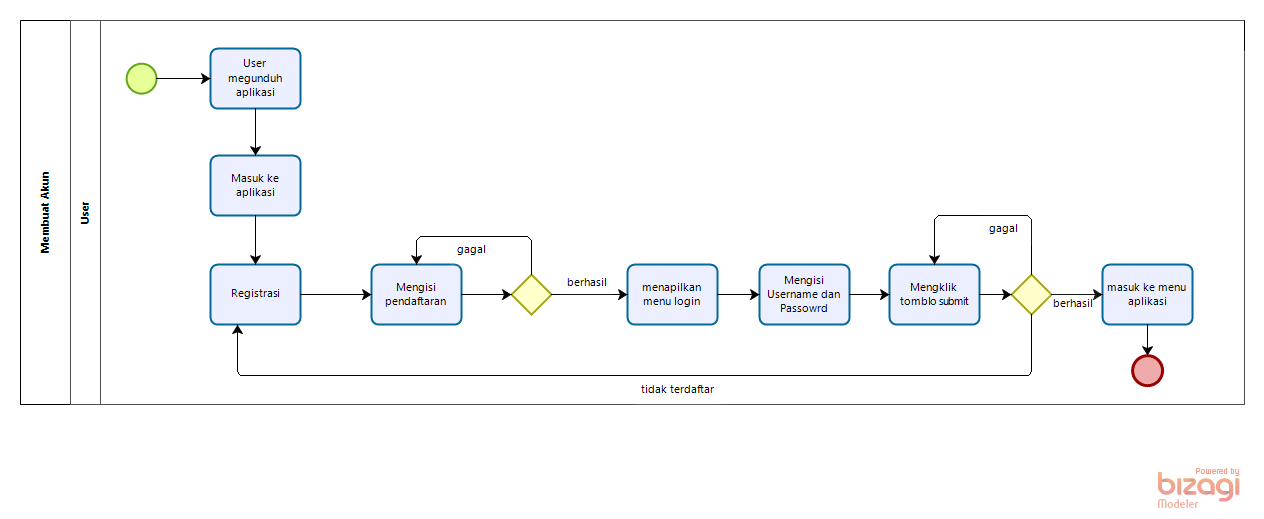 Membuat Akun
User
User
megunduh
aplikasi
Masuk ke
aplikasi
Registrasi
Mengisi
pendaftaran
gagal
berhasil
menapilkan
menu login
Mengisi
Username dan
Passowrd
Mengklik
tomblo submit
gagal
berhasil
masuk ke menu
aplikasi
tidak terdaftar
Powered by
bizagi
Modeler